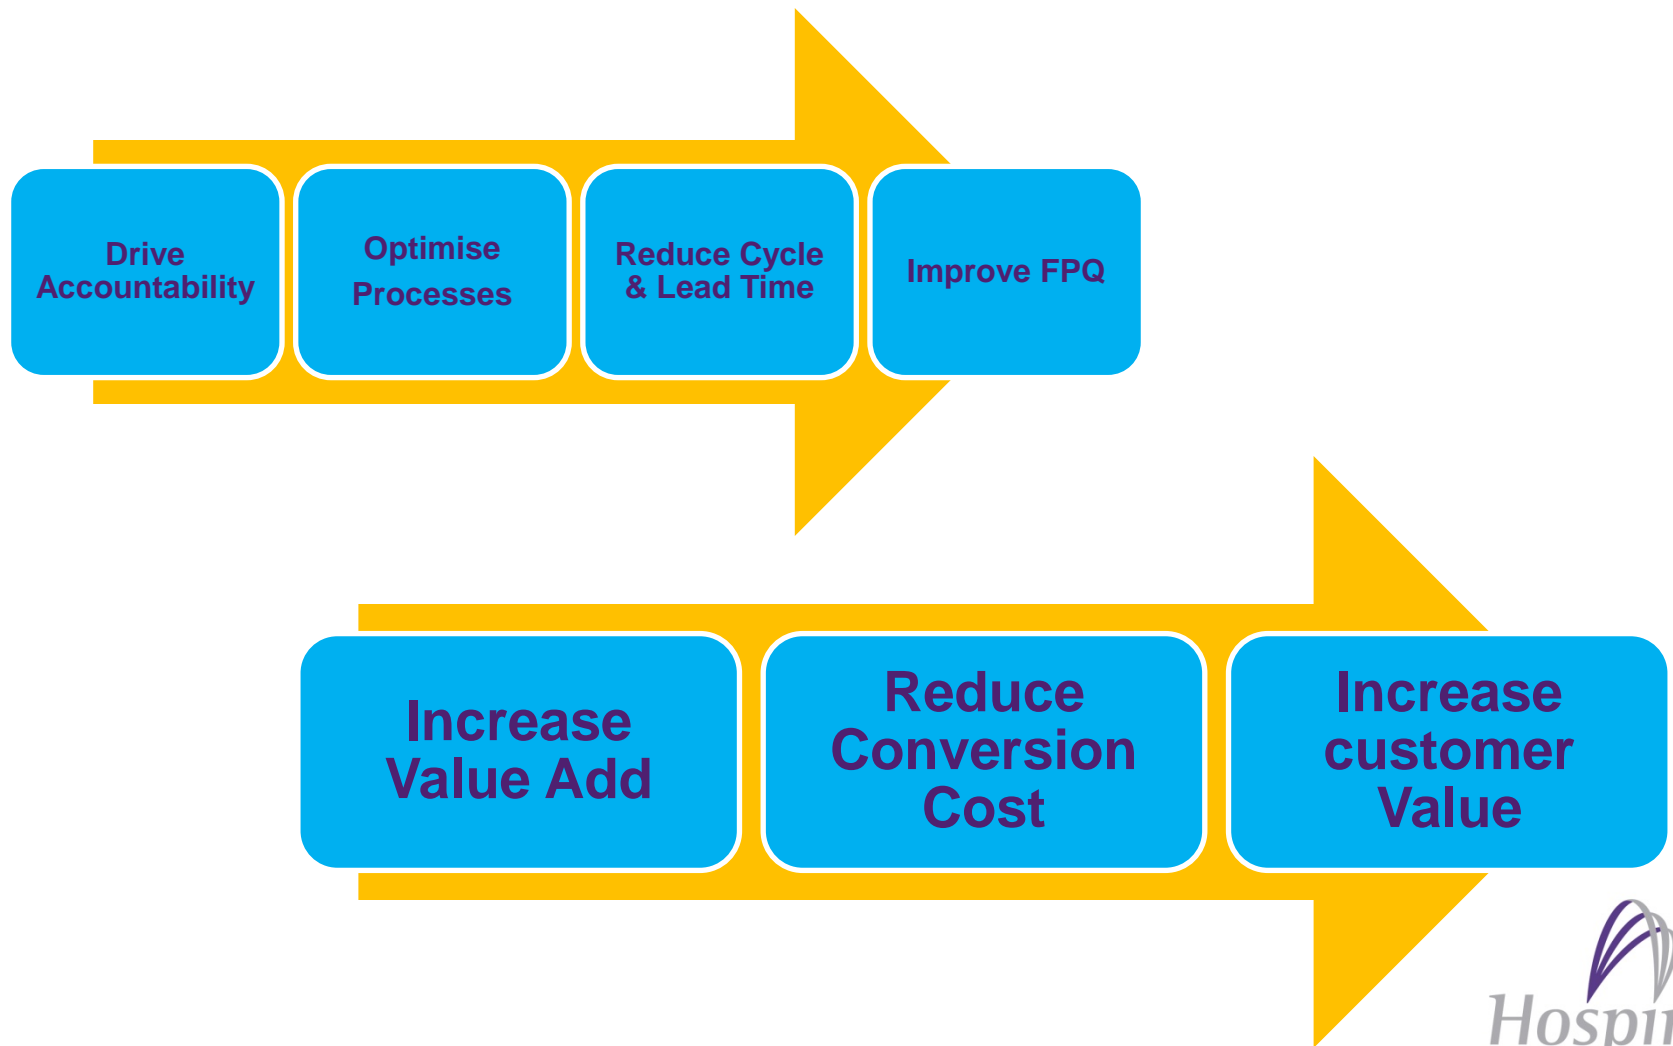 Drive
Accountability
Optimise
Processes
Reduce Cycle
& Lead Time
Improve FPQ
Increase
Value Add
Reduce
Conversion
Cost
Increase
customer
Value